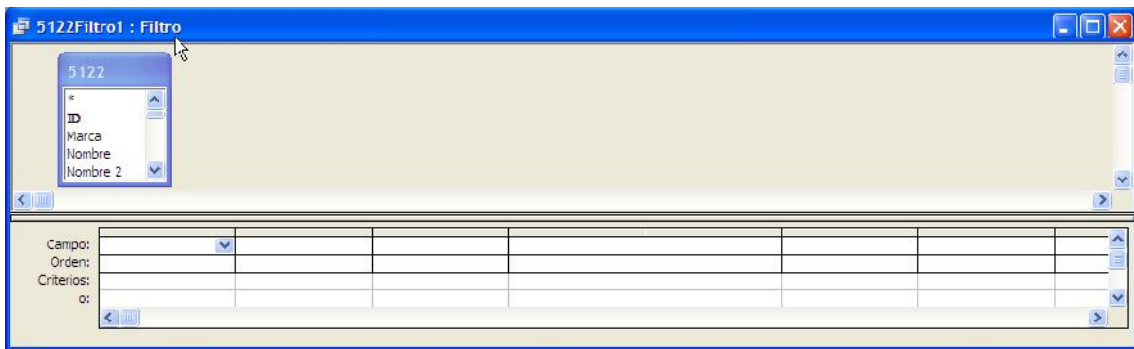 5122Filtro1 : Filtro
5122
*
ID
Marca
Nombre
Nombre 2
Campo:
Orden:
Criterios:
o: